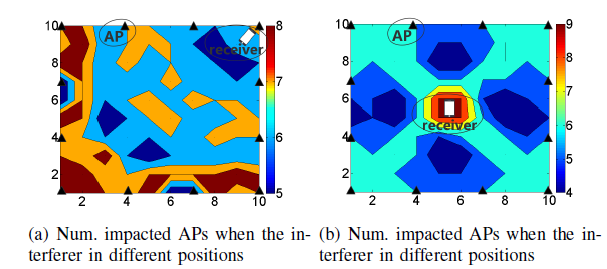 10
8
6
4
2
2 4 6 8 10
AP
receiver
8
7
6
5
10
8
6
4
2
2 4 6 8 10
AP
receiver
9
8
7
6
5
4
(a) Num. impacted APs when the in-
terferer in different positions
(b) Num. impacted APs when the in-
terferer in different positions